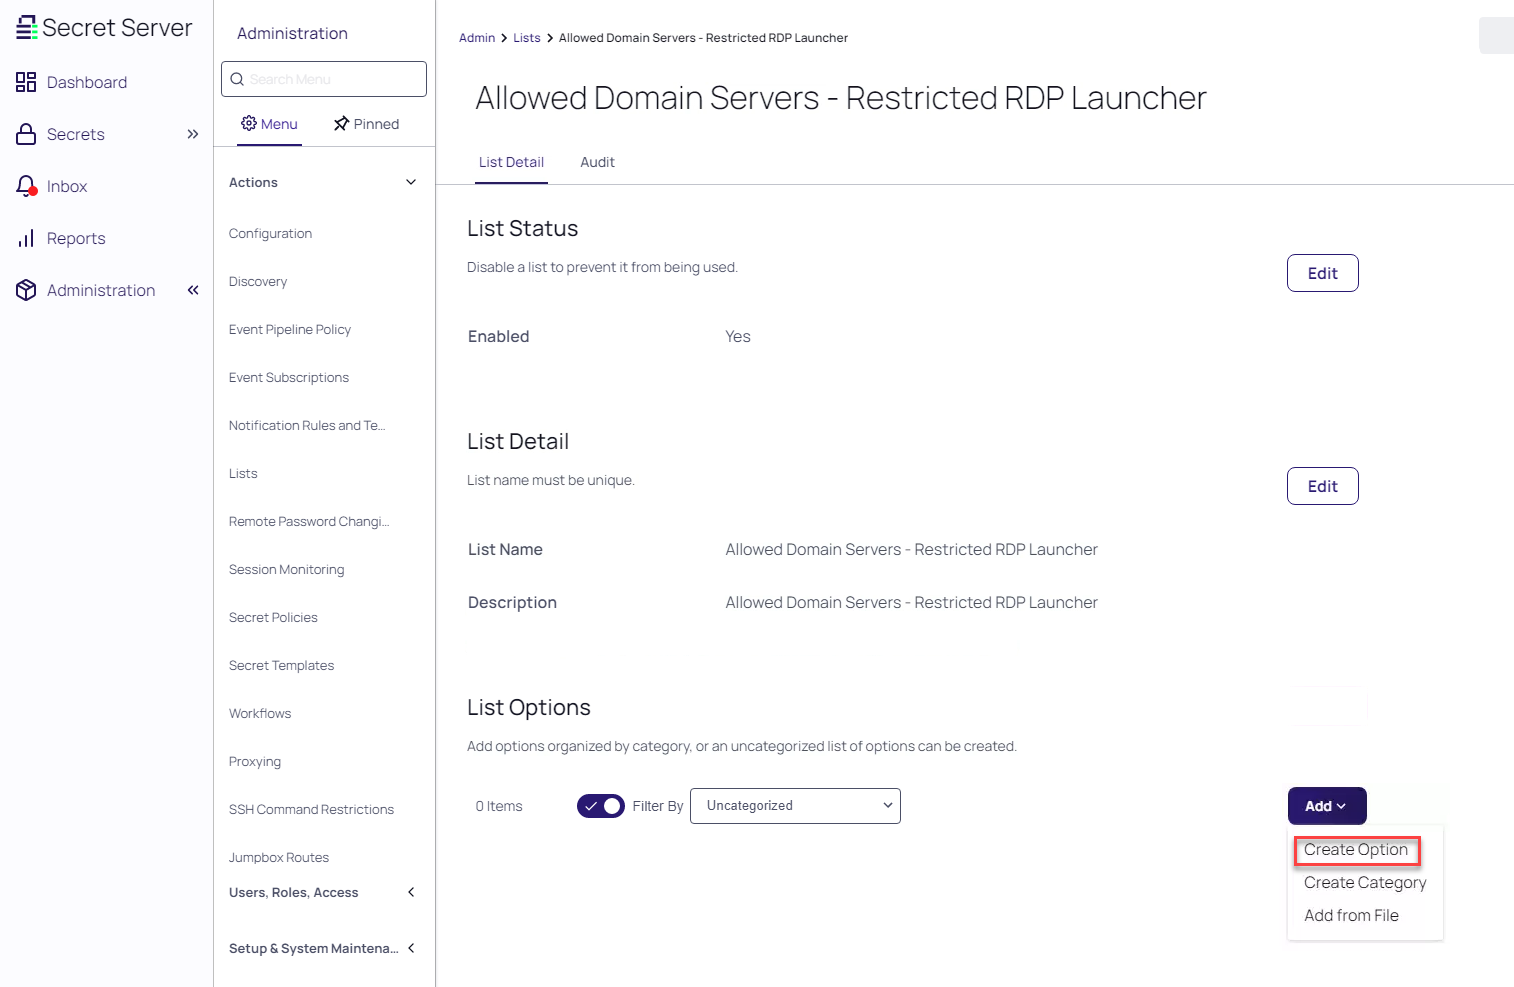 Secret Server
Dashboard
Secrets
Inbox
Reports
Administration
Administration
Search Menu
Menu
Pinned
Actions
Configuration
Discovery
Event Pipeline Policy
Event Subscriptions
Notification Rules and Te...
Lists
Remote Password Changi...
Session Monitoring
Secret Policies
Secret Templates
Workflows
Proxying
SSH Command Restrictions
Jumpbox Routes
Users, Roles, Access
Setup & System Maintena...
Admin > Lists > Allowed Domain Servers - Restricted RDP Launcher
Allowed Domain Servers - Restricted RDP Launcher
List Detail Audit
List Status
Disable a list to prevent it from being used.
Edit
Enabled Yes
List Detail
List name must be unique.
Edit
List Name Allowed Domain Servers - Restricted RDP Launcher
Description Allowed Domain Servers - Restricted RDP Launcher
List Options
Add options organized by category, or an uncategorized list of options can be created.
0 Items Filter By Uncategorized Add
Create Option
Create Category
Add from File